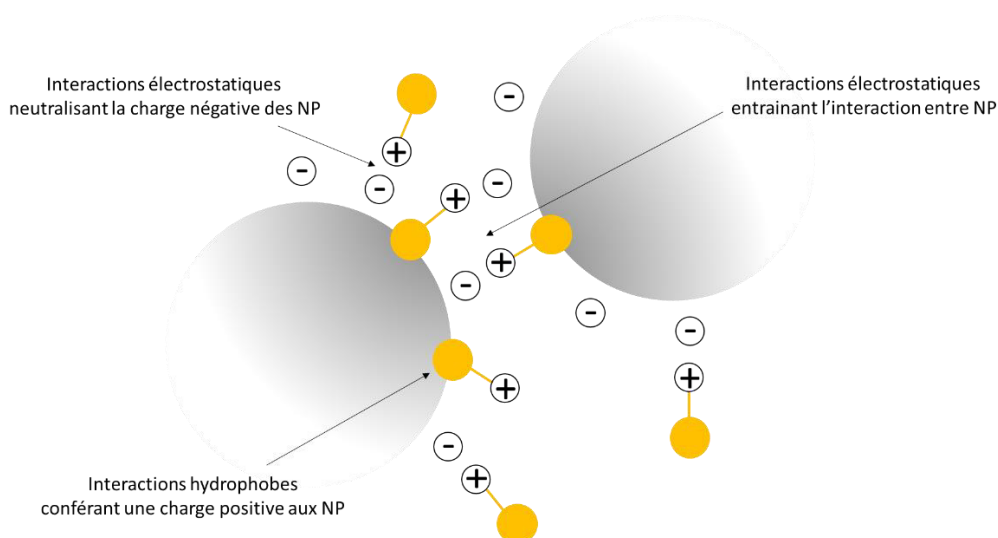 Interactions électrostatiques
neutralisant la charge négative des NP
Interactions électrostatiques
entrainant l'interaction entre NP
Interactions hydrophobes
conférant une charge positive aux NP